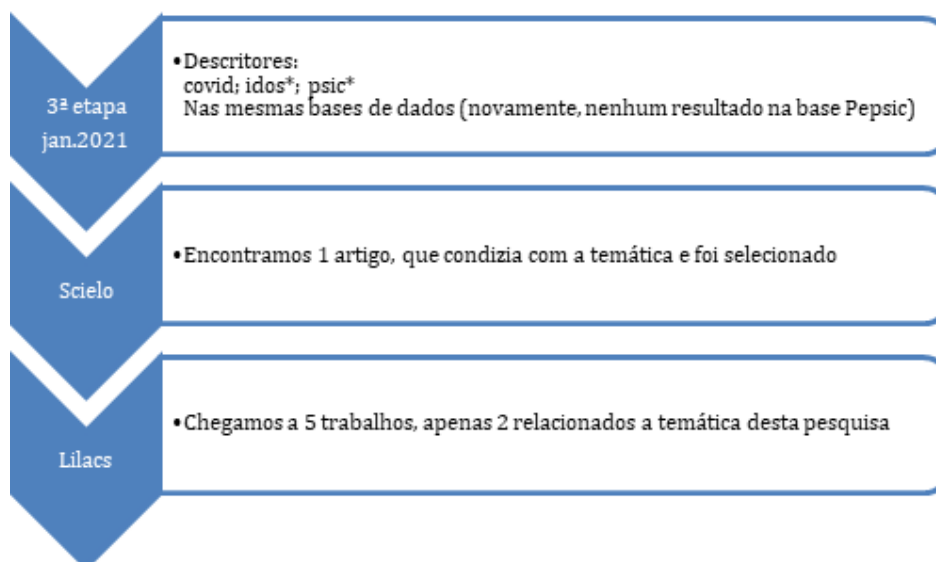 3ª etapa
jan.2021
•Descritores:
covid; idos*; psic*
Nas mesmas bases de dados (novamente, nenhum resultado na base Pepsic)
Scielo
•Encontramos 1 artigo, que condizia com a temática e foi selecionado
Lilacs
•Chegamos a 5 trabalhos, apenas 2 relacionados a temática desta pesquisa